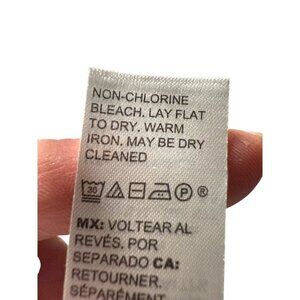 NON-CHLORINE
BLEACH. LAY FLAT
TO DRY. WARM
IRON. MAY BE DRY
CLEANED
30 P ®
MX: VOLTEAR AL
REVÉS. POR
SEPARADO CA:
RETOURNER.
SÉPARÉMENT